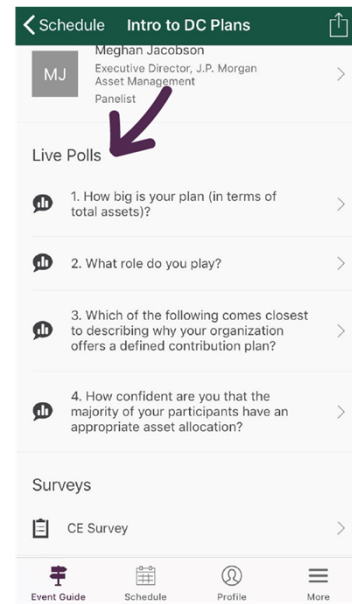 Schedule Intro to DC Plans
Meghan Jacobson
MJ
Executive Director, J.P. Morgan
Asset Management
Panelist
Live Polls
1. How big is your plan (in terms of
total assets)?
2. What role do you play?
3. Which of the following comes closest
to describing why your organization
offers a defined contribution plan?
4. How confident are you that the
majority of your participants have an
appropriate asset allocation?
Surveys
CE Survey
Event Guide Schedule Profile More